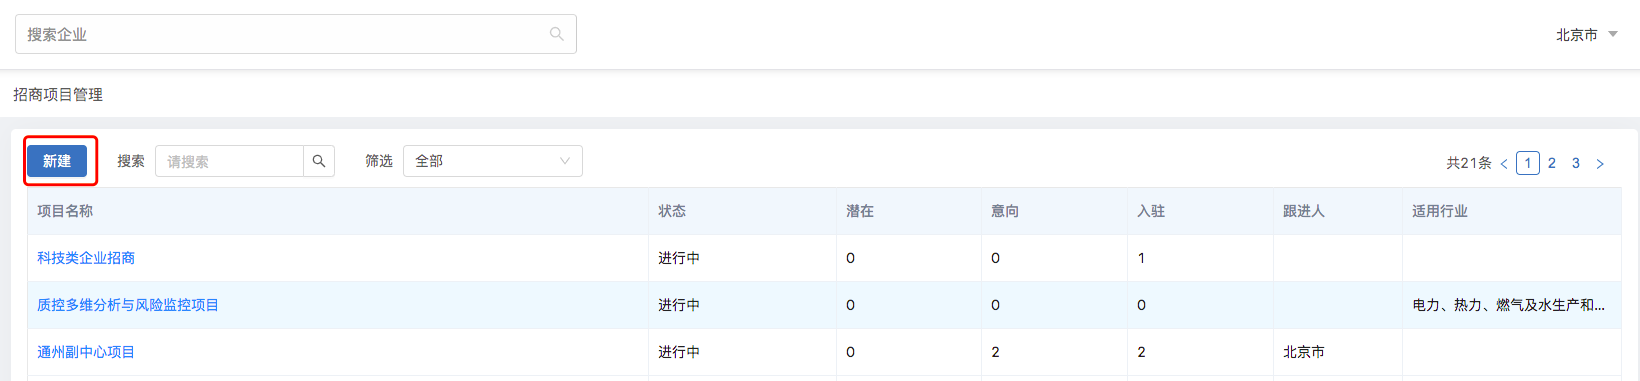 搜索企业
北京市
招商项目管理
新建 搜索 请搜索 筛选 全部 共21条 < 1 2 3 >
项目名称 状态 潜在 意向 入驻 跟进人 适用行业
科技类企业招商 进行中 0 0 1
质控多维分析与风险监控项目 进行中 0 0 0 电力、热力、燃气及水生产和...
通州副中心项目 进行中 0 2 2 北京市